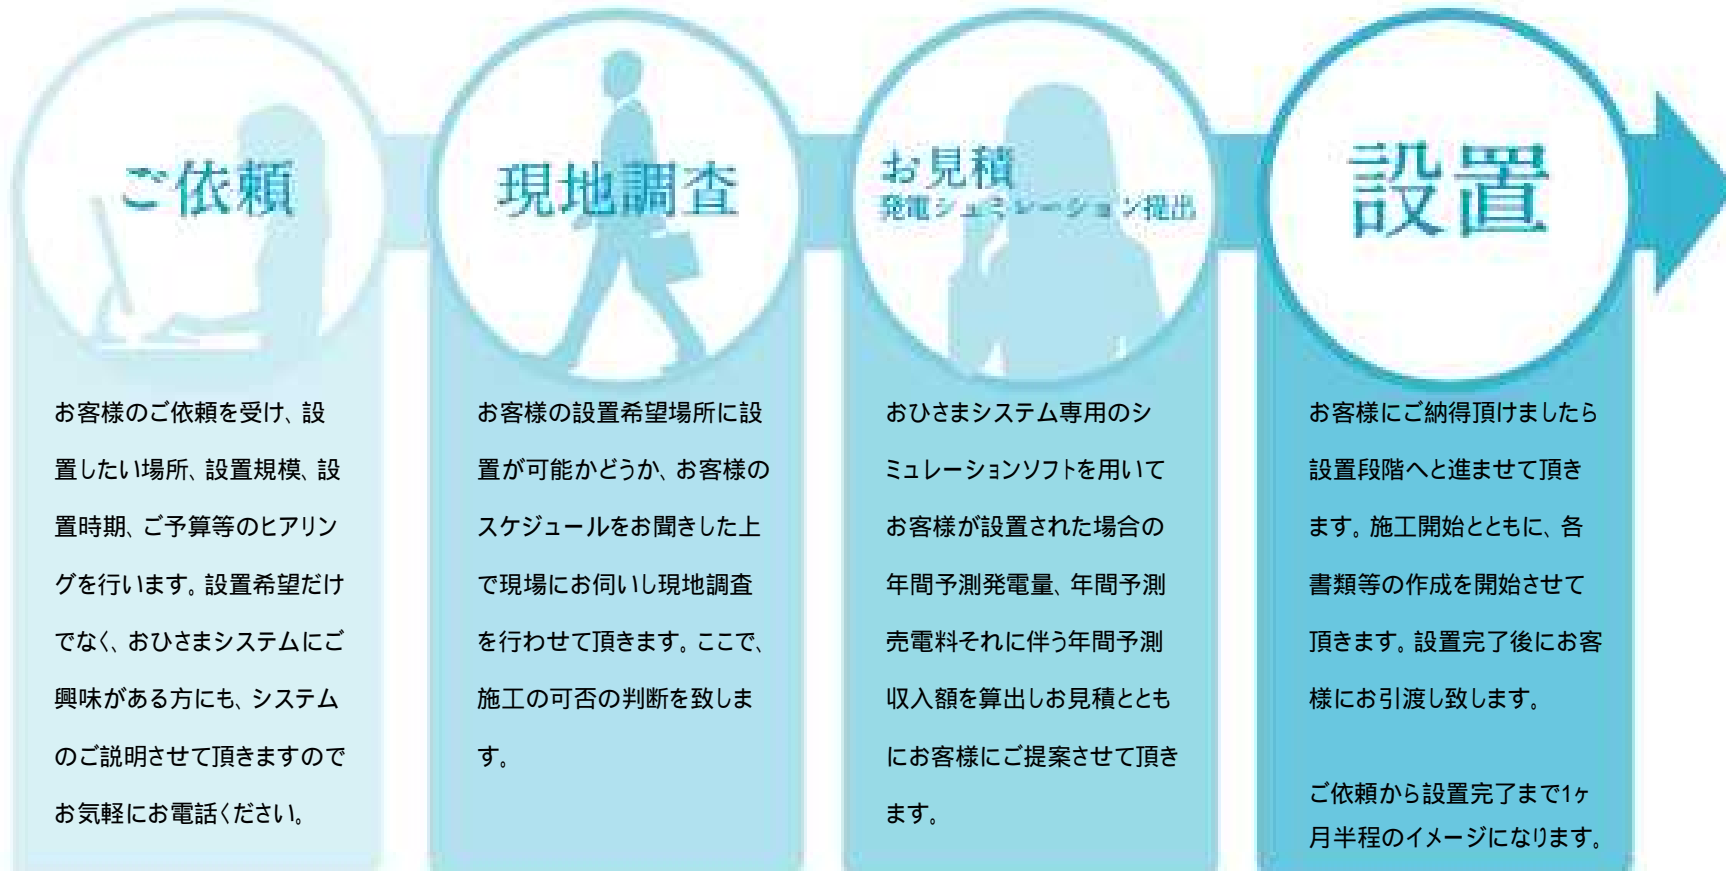 ご依頼
お客様のご依頼を受け、設
置したい場所、設置規模、設
置時期、ご予算等のヒアリン
グを行います。設置希望だけ
でなく、おひさまシステムにご
興味がある方にも、システム
のご説明させて頂きますので
お気軽にお電話ください。
現地調査
お客様の設置希望場所に設
置が可能かどうか、お客様の
スケジュールをお聞きした上
で現場にお伺いし現地調査
を行わせて頂きます。ここで、
施工の可否の判断を致しま
す。
お見積
発電シュミレーション提出
おひさまシステム専用のシ
ミュレーションソフトを用いて
お客様が設置された場合の
年間予測発電量、年間予測
売電料それに伴う年間予測
収入額を算出しお見積ととも
にお客様にご提案させて頂き
ます。
設置
お客様にご納得頂けましたら
設置段階へと進ませて頂き
ます。施工開始とともに、各
書類等の作成を開始させて
頂きます。設置完了後にお客
様にお引渡し致します。
ご依頼から設置完了まで1ヶ
月半程のイメージになります。